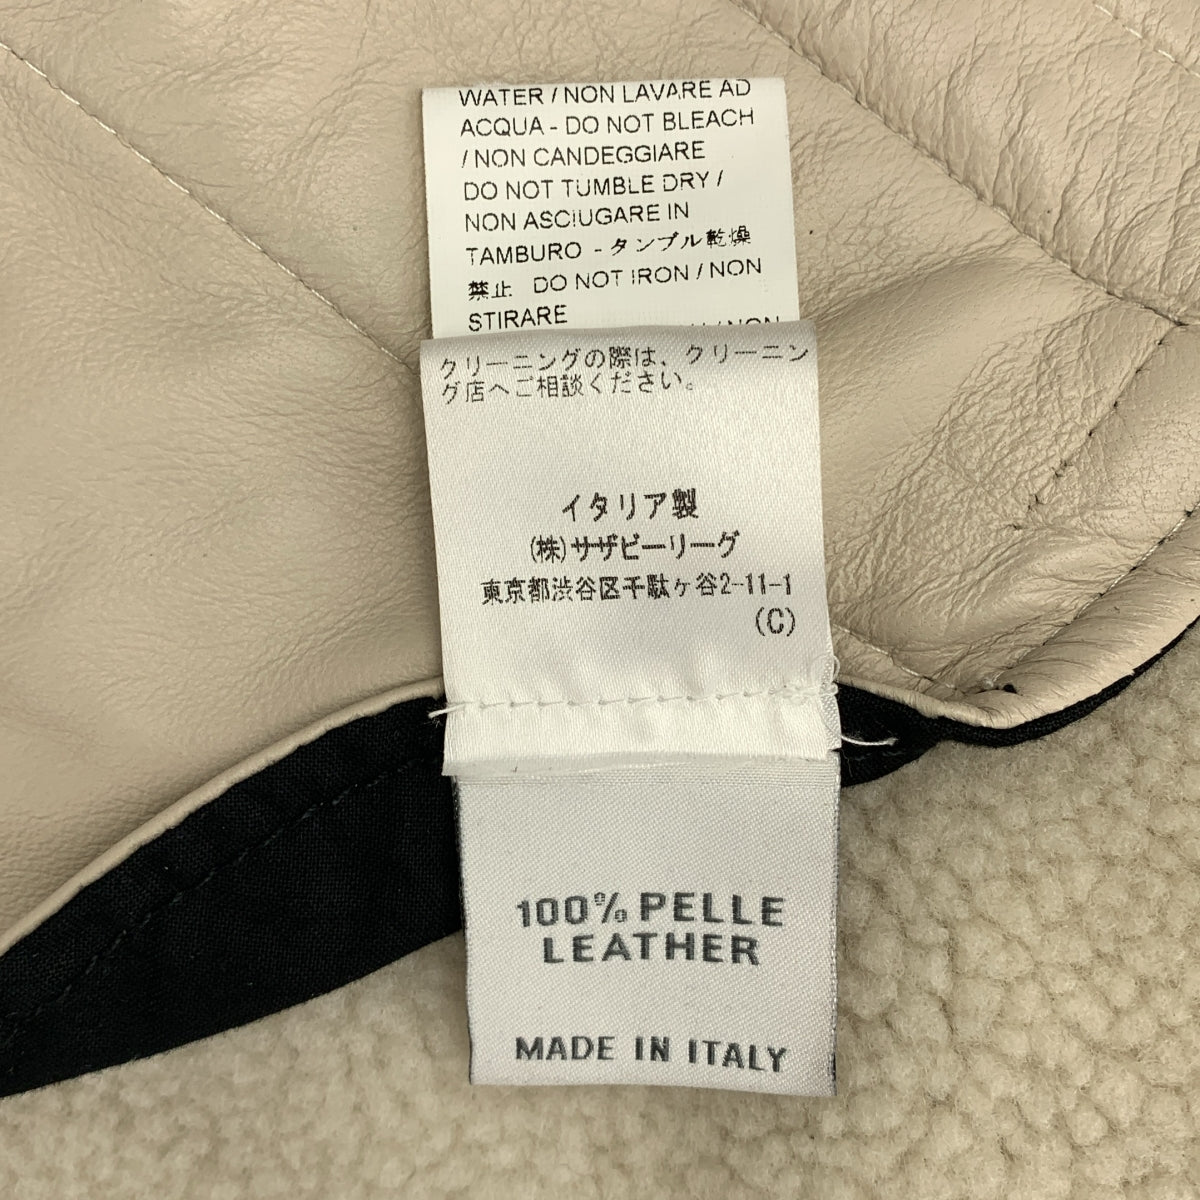 WATER / NON LAVARE AD
ACQUA - DO NOT BLEACH
/ NON CANDEGGIARE
DO NOT TUMBLE DRY /
NON ASCIUGARE IN
TAMBURO - タンブル乾燥
禁止 DO NOT IRON / NON
STIRARE
/ NON
クリーニングの際は、クリーニン
グ店へご相談ください。
イタリア製
(株)サザビーリーグ
東京都渋谷区千駄ヶ谷2-11-1
(C)
100% PELLE
LEATHER
MADE IN ITALY